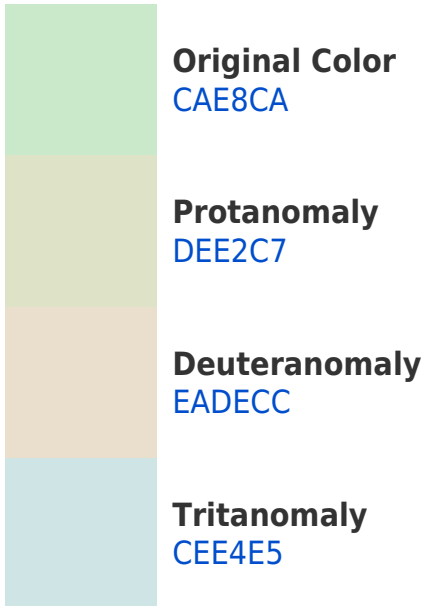 Original Color
CAE8CA
Protanomaly
DEE2C7
Deuteranomaly
EADECC
Tritanomaly
CEE4E5